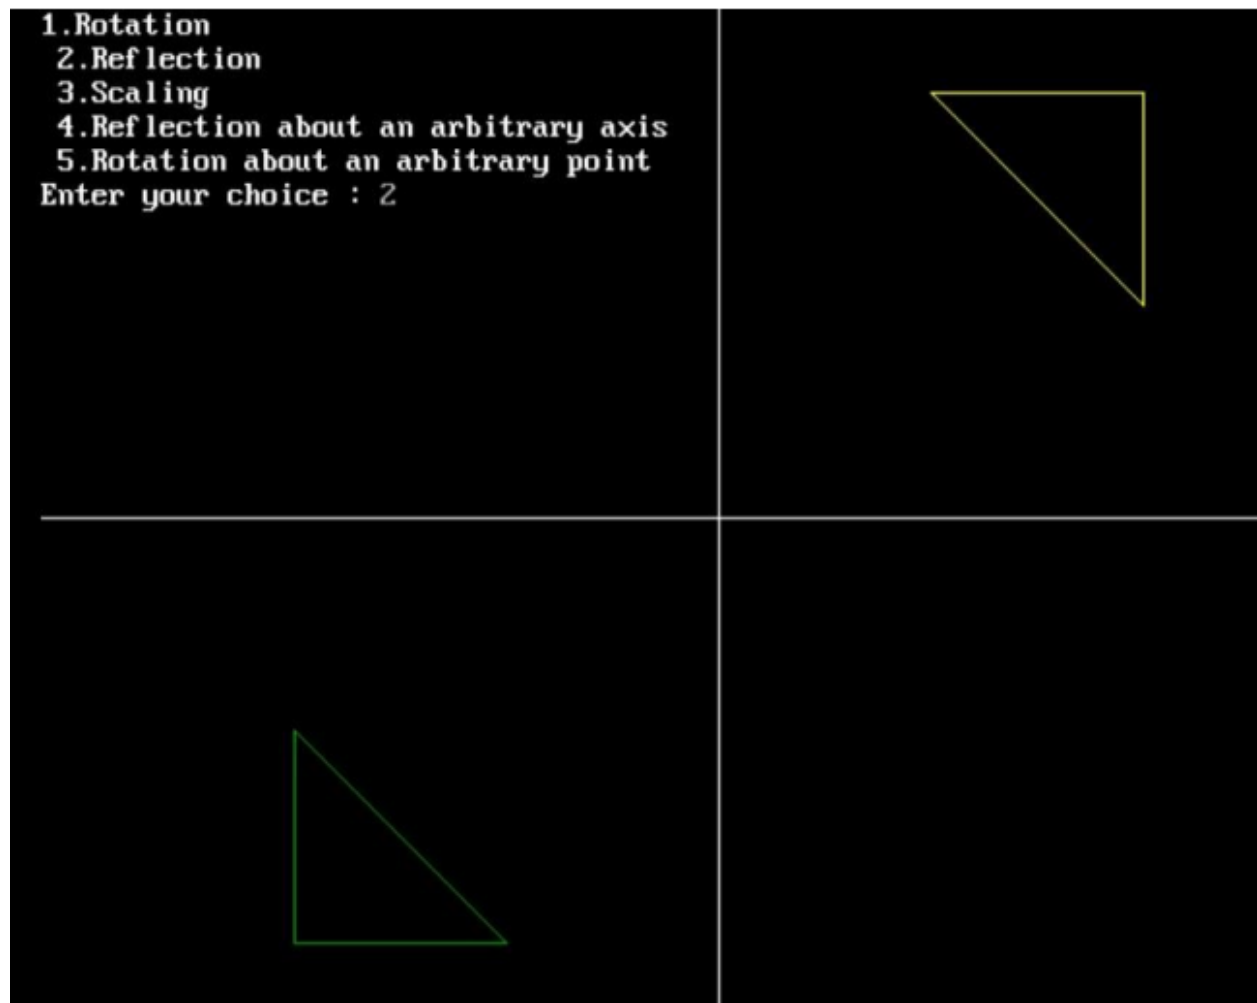 1.Rotation
2.Reflection
3.Scaling
4.Reflection about an arbitrary axis
5.Rotation about an arbitrary point
Enter your choice : 2